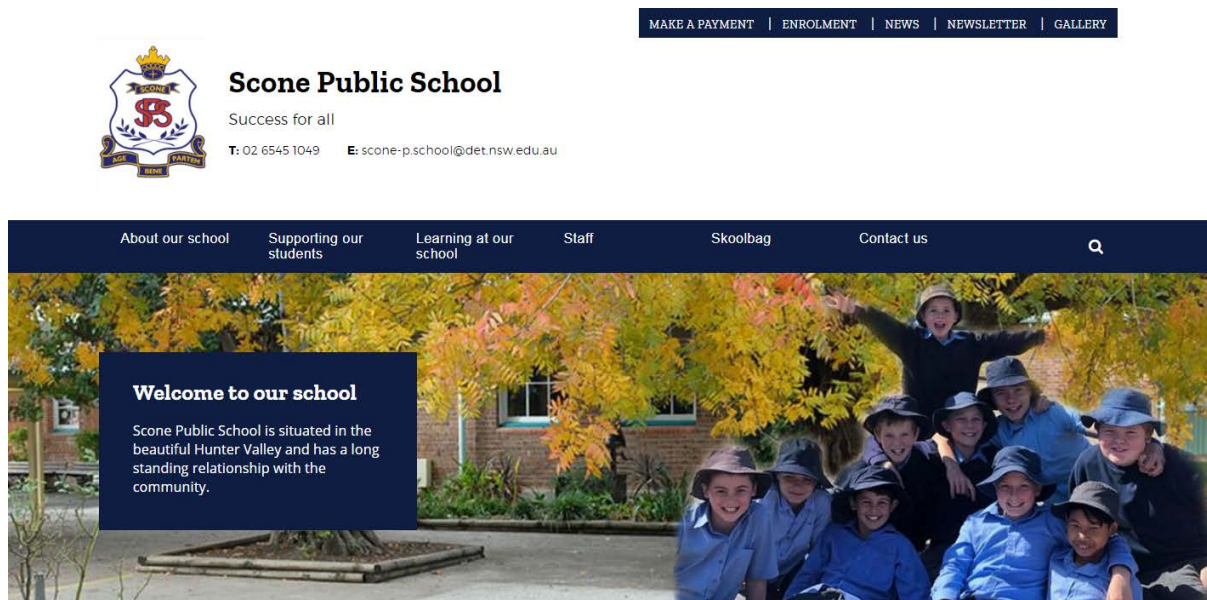 MAKE A PAYMENT | ENROLMENT | NEWS | NEWSLETTER | GALLERY
SCONE
SPS
AGE BENE PARTEN
Scone Public School
Success for all
T: 02 6545 1049 E: scone-p.school@det.nsw.edu.au
About our school
Supporting our
students
Learning at our
school
Staff
Skoolbag
Contact us
Welcome to our school
Scone Public School is situated in the
beautiful Hunter Valley and has a long
standing relationship with the
community.